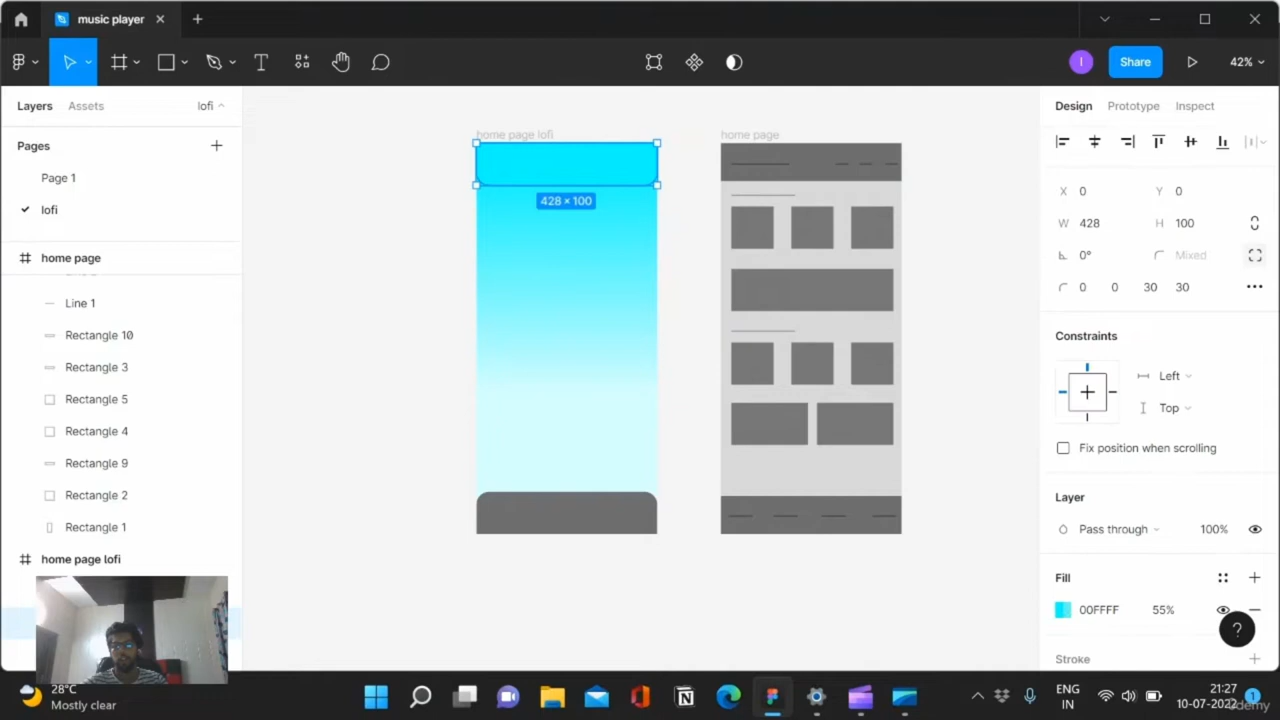 music player
Share
42%
Layers
Assets
lofi
Design
Prototype
Inspect
Pages
Page 1
lofi
home page
Line 1
Rectangle 10
Rectangle 3
Rectangle 5
Rectangle 4
Rectangle 9
Rectangle 2
Rectangle 1
home page lofi
home page lofi
428 × 100
home page
X 0
Y 0
W 428
H 100
0°
Mixed
0 0 30 30
Constraints
Left
Top
Fix position when scrolling
Layer
Pass through
100%
Fill
00FFFF
55%
?
Stroke
28°C
Mostly clear
ENG
IN
21:27
10-07-2022
1
Udemy